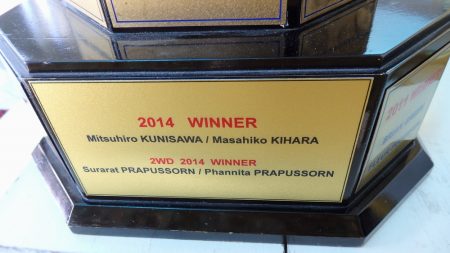 2014 WINNER
Mitsuhiro KUNISAWA / Masahiko KIHARA
2WD 2014 WINNER
Surarat PRAPUSSORN / Phannita PRAPUSSORN